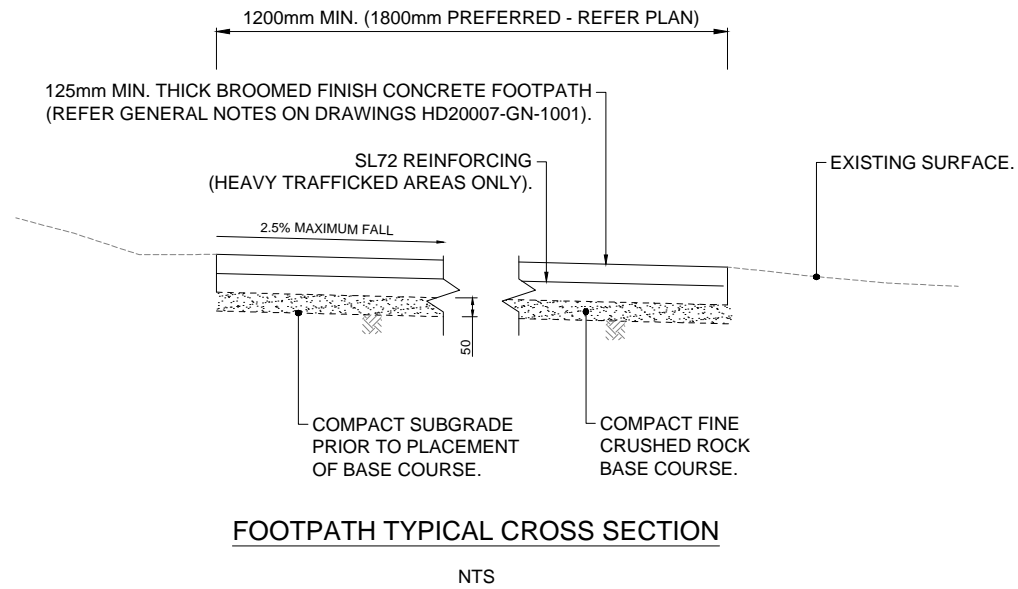 1200mm MIN. (1800mm PREFERRED - REFER PLAN)
125mm MIN. THICK BROOMED FINISH CONCRETE FOOTPATH
(REFER GENERAL NOTES ON DRAWINGS HD20007-GN-1001).
SL72 REINFORCING
(HEAVY TRAFFICKED AREAS ONLY).
EXISTING SURFACE.
2.5% MAXIMUM FALL
50
COMPACT SUBGRADE
PRIOR TO PLACEMENT
OF BASE COURSE.
COMPACT FINE
CRUSHED ROCK
BASE COURSE.
FOOTPATH TYPICAL CROSS SECTION
NTS